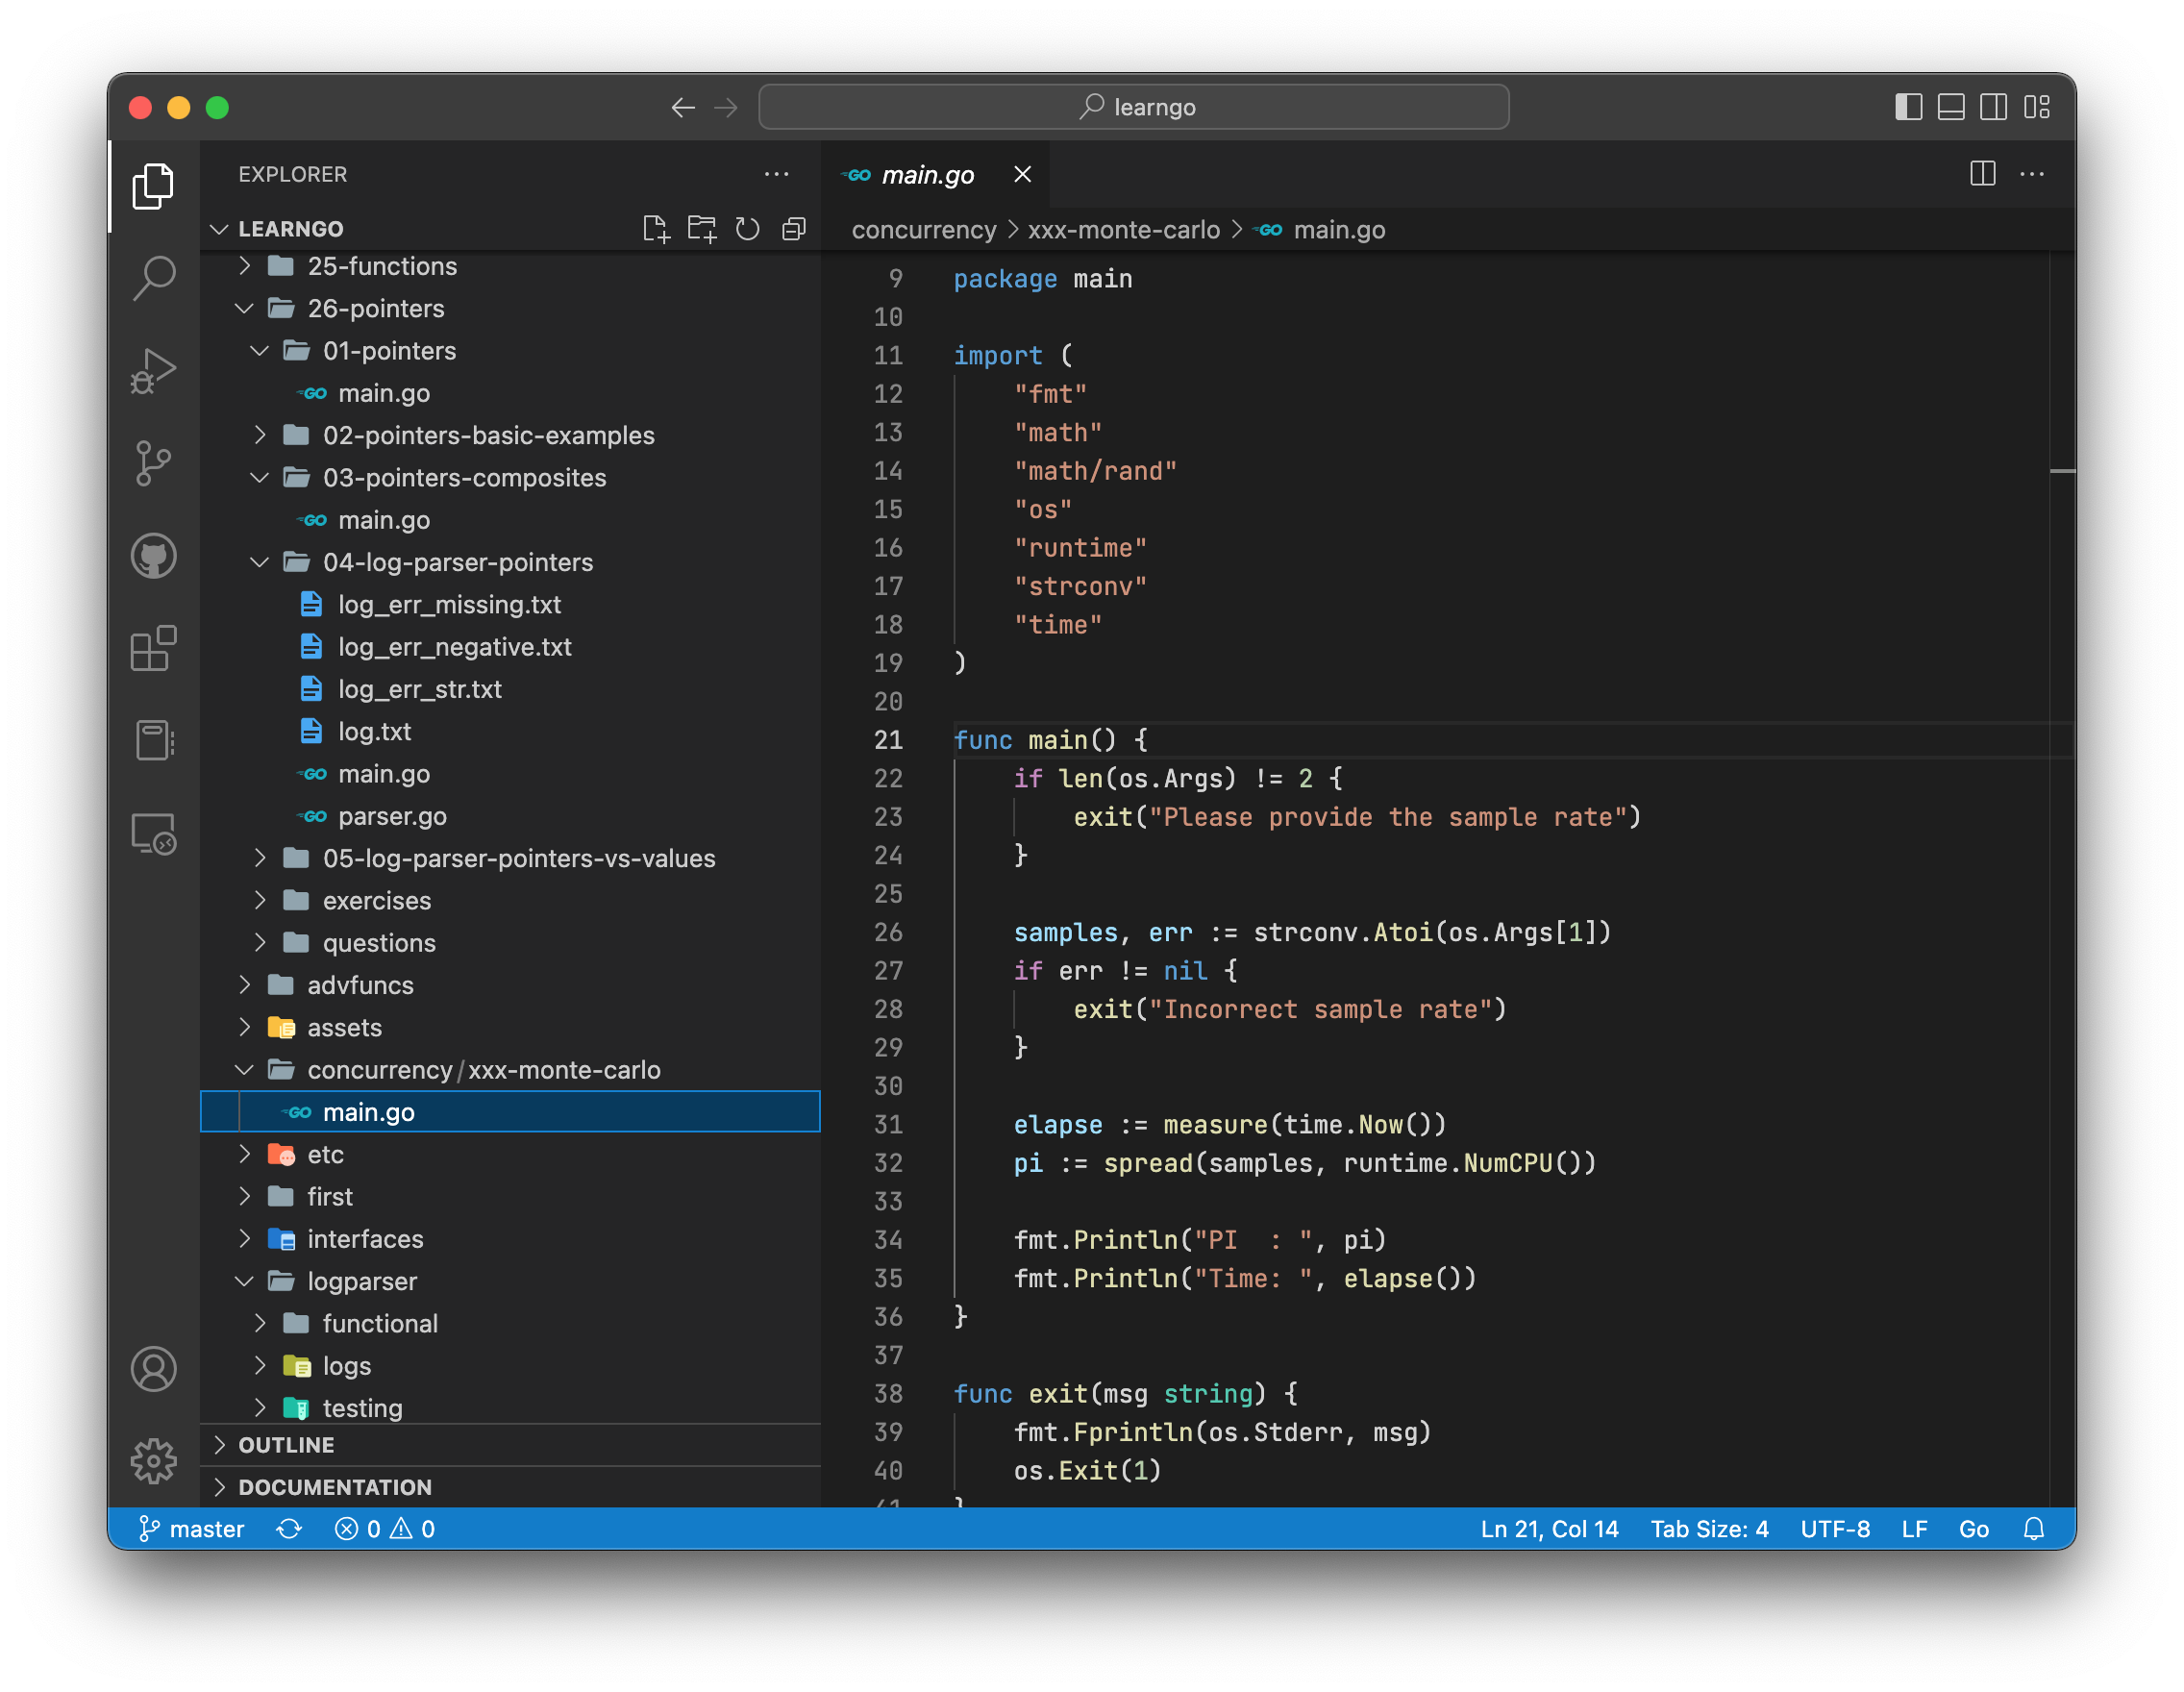 learngo
EXPLORER
LEARNGO
25-functions
26-pointers
01-pointers
GO main.go
02-pointers-basic-examples
03-pointers-composites
GO main.go
04-log-parser-pointers
log_err_missing.txt
log_err_negative.txt
log_err_str.txt
log.txt
GO main.go
GO parser.go
05-log-parser-pointers-vs-values
exercises
questions
advfuncs
assets
concurrency/xxx-monte-carlo
GO main.go
etc
first
interfaces
logparser
functional
logs
testing
OUTLINE
DOCUMENTATION
GO main.go
concurrency > xxx-monte-carlo > GO main.go
9 package main
10
11 import (
12     "fmt"
13     "math"
14     "math/rand"
15     "os"
16     "runtime"
17     "strconv"
18     "time"
19 )
20
21 func main() {
22     if len(os.Args) != 2 {
23         exit("Please provide the sample rate")
24     }
25
26     samples, err := strconv.Atoi(os.Args[1])
27     if err != nil {
28         exit("Incorrect sample rate")
29     }
30
31     elapse := measure(time.Now())
32     pi := spread(samples, runtime.NumCPU())
33
34     fmt.Println("PI  : ", pi)
35     fmt.Println("Time: ", elapse())
36 }
37
38 func exit(msg string) {
39     fmt.Fprintln(os.Stderr, msg)
40     os.Exit(1)
41 }
master 0 0 Ln 21, Col 14 Tab Size: 4 UTF-8 LF Go